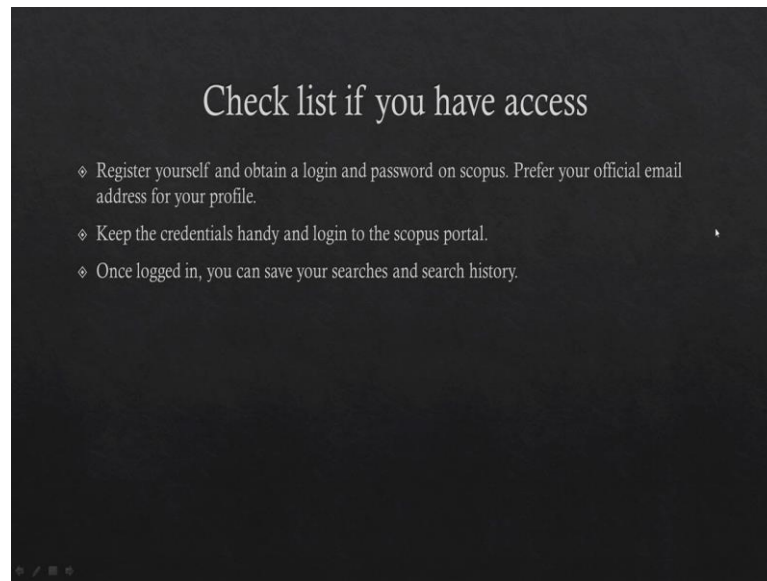 Check list if you have access
Register yourself and obtain a login and password on scopus. Prefer your official email
address for your profile.
Keep the credentials handy and login to the scopus portal.
Once logged in, you can save your searches and search history.